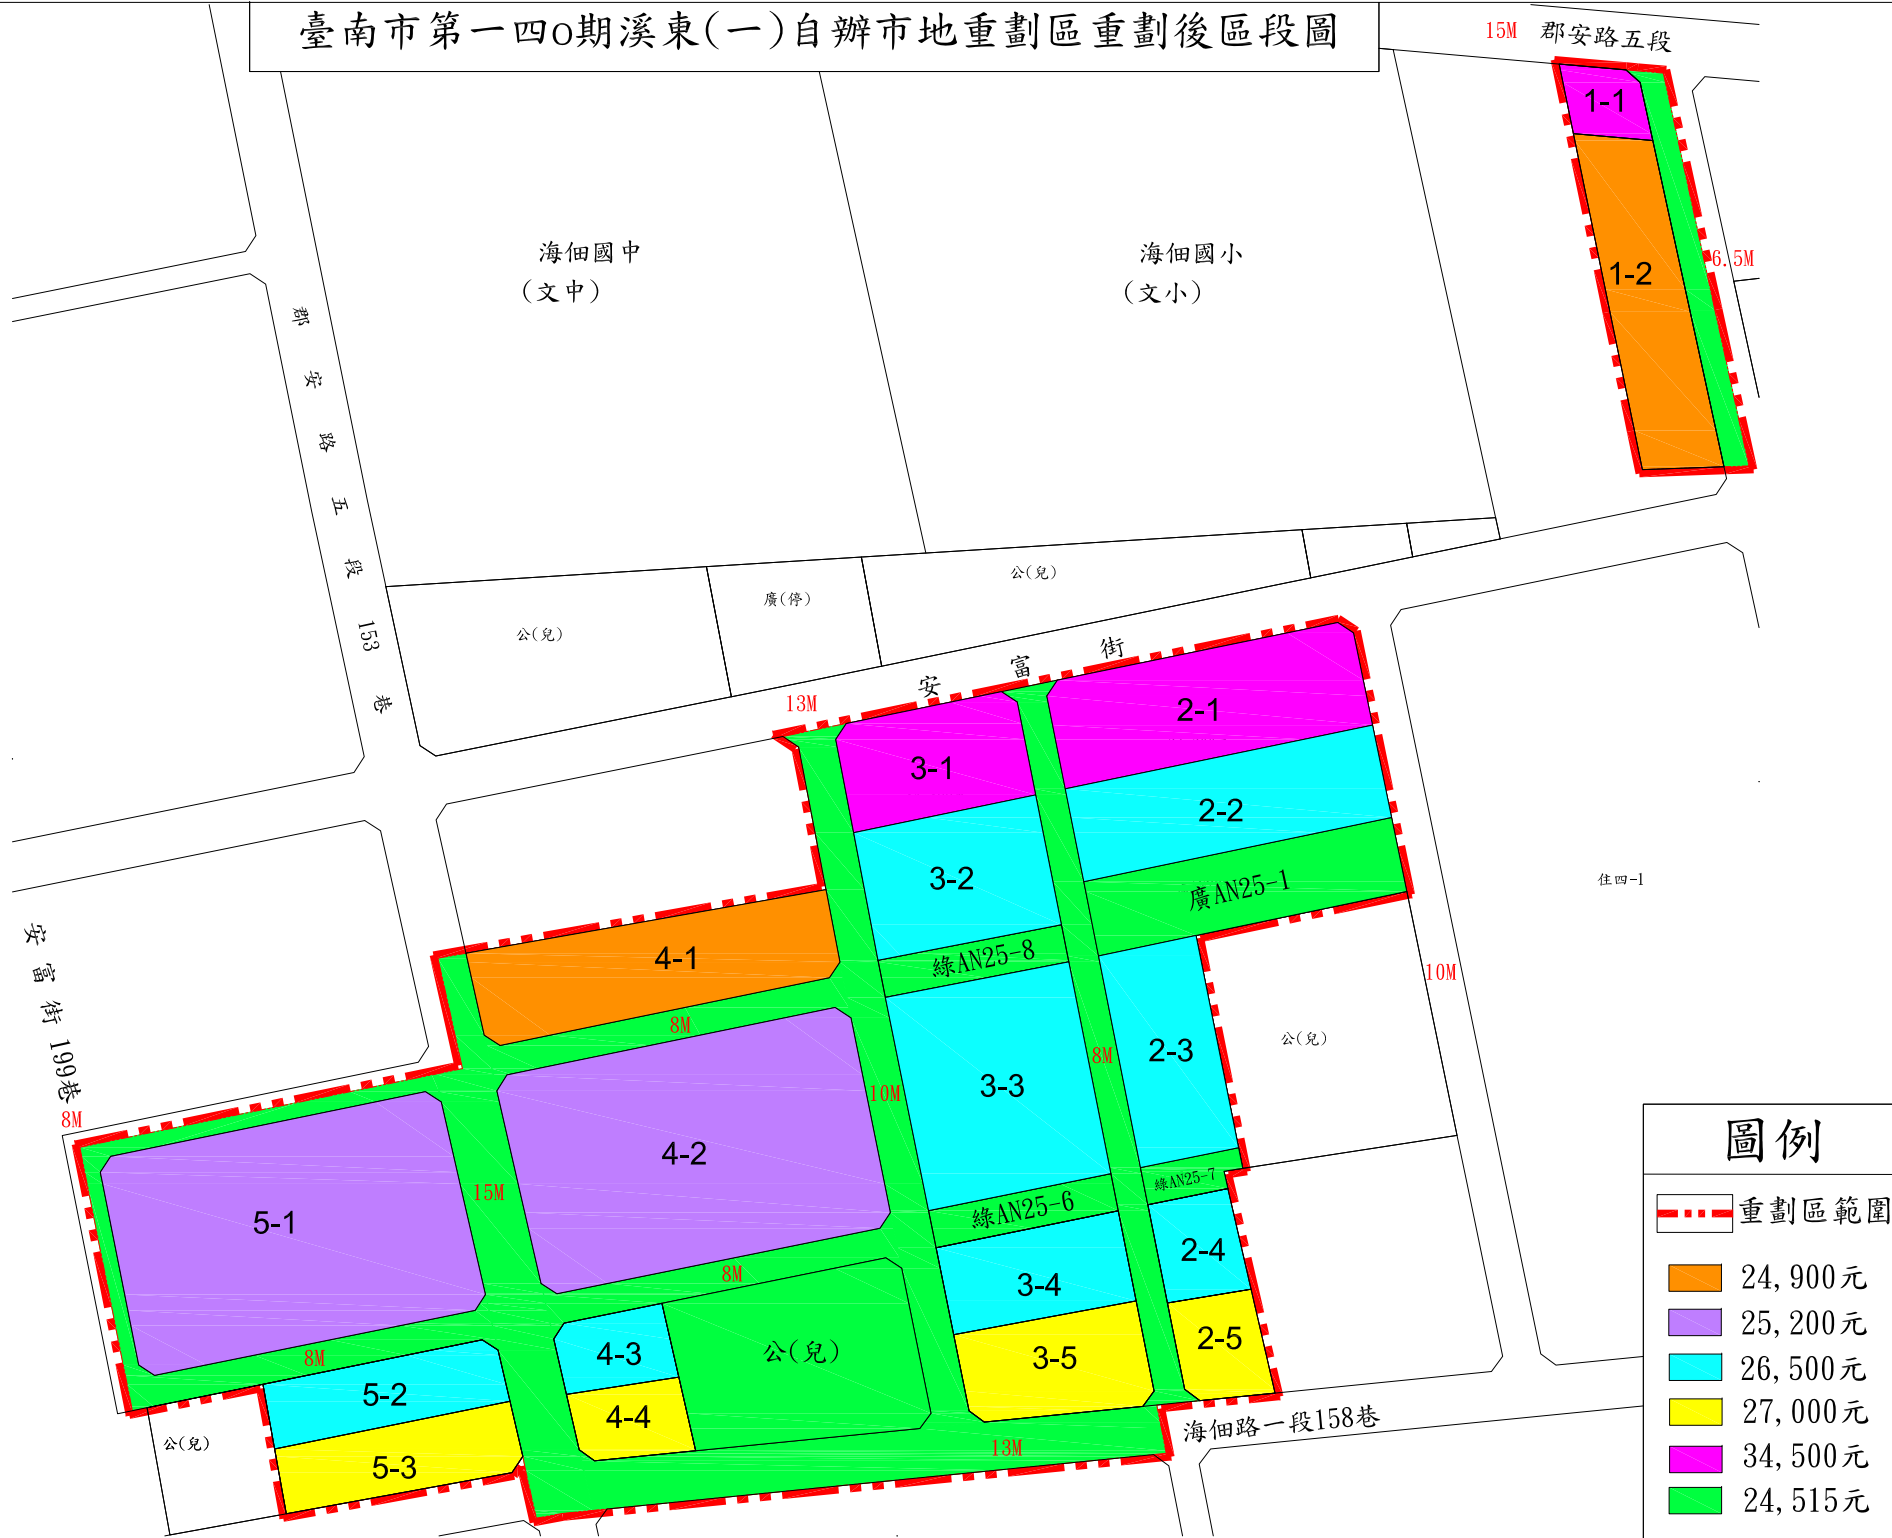 臺南市第一四o期溪東(一)自辦市地重劃區重劃後區段圖
15M 郡安路五段
1-1
1-2
6.5M
海佃國中
(文中)
海佃國小
(文小)
郡安路五段153巷
公(兒)
廣(停)
公(兒)
安富街
13M
2-1
3-1
2-2
3-2
廣AN25-1
住四-1
綠AN25-8
4-1
安富街199巷
8M
8M
10M
3-3
8M
2-3
公(兒)
10M
4-2
5-1
15M
綠AN25-7
綠AN25-6
2-4
3-4
8M
4-3
公(兒)
3-5
2-5
8M
5-2
4-4
公(兒)
5-3
13M
海佃路一段158巷
圖例
重劃區範圍
24,900元
25,200元
26,500元
27,000元
34,500元
24,515元